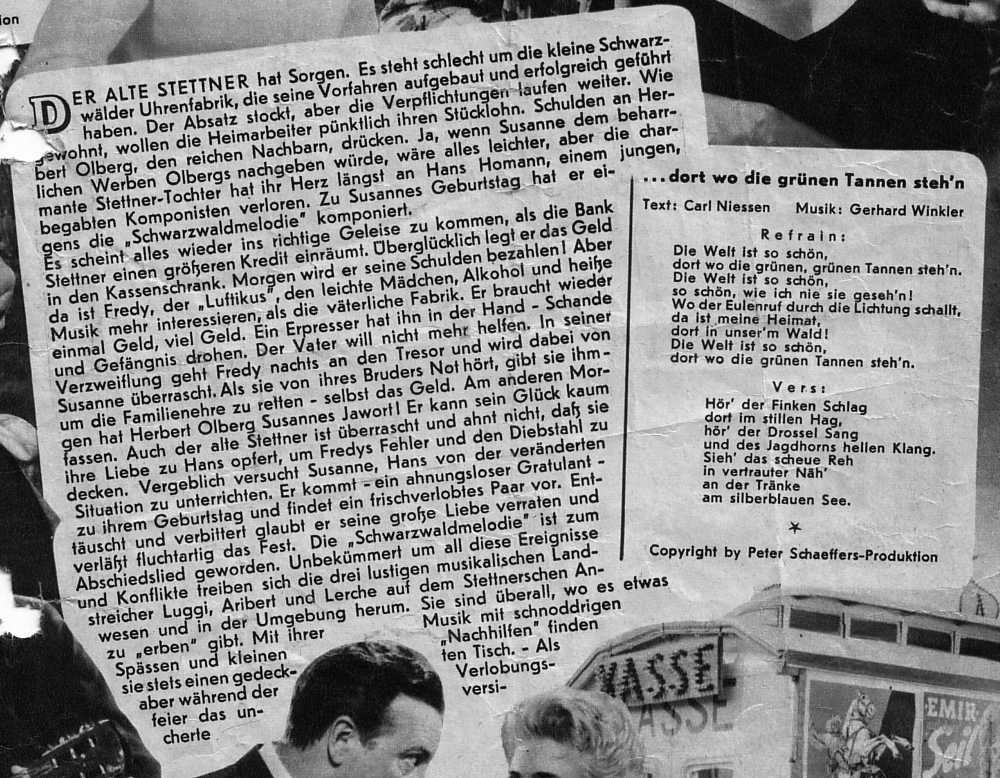 ion
DER ALTE STETTNER hat Sorgen. Es steht schlecht um die kleine Schwarz-
wälder Uhrenfabrik, die seine Vorfahren aufgebaut und erfolgreich geführt
haben. Der Absatz stockt, aber die Verpflichtungen laufen weiter. Wie
gewohnt, wollen die Heimarbeiter pünktlich ihren Stücklohn. Schulden an Her-
bert Olberg, den reichen Nachbarn, drücken. Ja, wenn Susanne dem beharr-
lichen Werben Olbergs nachgeben würde, wäre alles leichter, aber die char-
mante Stettner-Tochter hat ihr Herz längst an Hans Homann, einem jungen,
begabten Komponisten verloren. Zu Susannes Geburtstag hat er ei-
gens die „Schwarzwaldmelodie" komponiert.
Es scheint alles wieder ins richtige Geleise zu kommen, als die Bank
Stettner einen größeren Kredit einräumt. Überglücklich legt er das Geld
in den Kassenschrank. Morgen wird er seine Schulden bezahlen! Aber
da ist Fredy, der „Luftikus", den leichte Mädchen, Alkohol und heiße
Musik mehr interessieren, als die väterliche Fabrik. Er braucht wieder
einmal Geld, viel Geld. Ein Erpresser hat ihn in der Hand - Schande
und Gefängnis drohen. Der Vater will nicht mehr helfen. In seiner
Verzweiflung geht Fredy nachts an den Tresor und wird dabei von
Susanne überrascht. Als sie von ihres Bruders Not hört, gibt sie ihm-
um die Familienehre zu retten - selbst das Geld. Am anderen Mor-
gen hat Herbert Olberg Susannes Jawort! Er kann sein Glück kaum
fassen. Auch der alte Stettner ist überrascht und ahnt nicht, daß sie
ihre Liebe zu Hans opfert, um Fredys Fehler und den Diebstahl zu
decken. Vergeblich versucht Susanne, Hans von der veränderten
Situation zu unterrichten. Er kommt - ein ahnungsloser Gratulant -
zu ihrem Geburtstag und findet ein frischverlobtes Paar vor. Ent-
täuscht und verbittert glaubt er seine große Liebe verraten und
verläßt fluchtartig das Fest. Die „Schwarzwaldmelodie" ist zum
Abschiedslied geworden. Unbekümmert um all diese Ereignisse
und Konflikte treiben sich die drei lustigen musikalischen Land-
streicher Luggi, Aribert und Lerche auf dem Stettnerschen An-
wesen und in der Umgebung herum. Sie sind überall, wo es etwas
zu „erben" gibt. Mit ihrer Musik mit schnoddrigen
Spässen und kleinen „Nachhilfen" finden
sie stets einen gedeck- ten Tisch. - Als
aber während der Verlobungs-
feier das un- versi-
cherte
...dort wo die grünen Tannen steh'n
Text: Carl Niessen Musik: Gerhard Winkler
Refrain:
Die Welt ist so schön,
dort wo die grünen, grünen Tannen steh'n.
Die Welt ist so schön,
so schön, wie ich nie sie geseh'n!
Wo der Eulenruf durch die Lichtung schallt,
da ist meine Heimat,
dort in unser'm Wald!
Die Welt ist so schön,
dort wo die grünen Tannen steh'n.
Vers:
Hör' der Finken Schlag
dort im stillen Hag,
hör' der Drossel Sang
und des Jagdhorns hellen Klang.
Sieh' das scheue Reh
in vertrauter Näh'
an der Tränke
am silberblauen See.
Copyright by Peter Schaeffers-Produktion
KASSE
KASSE
A
EMIR